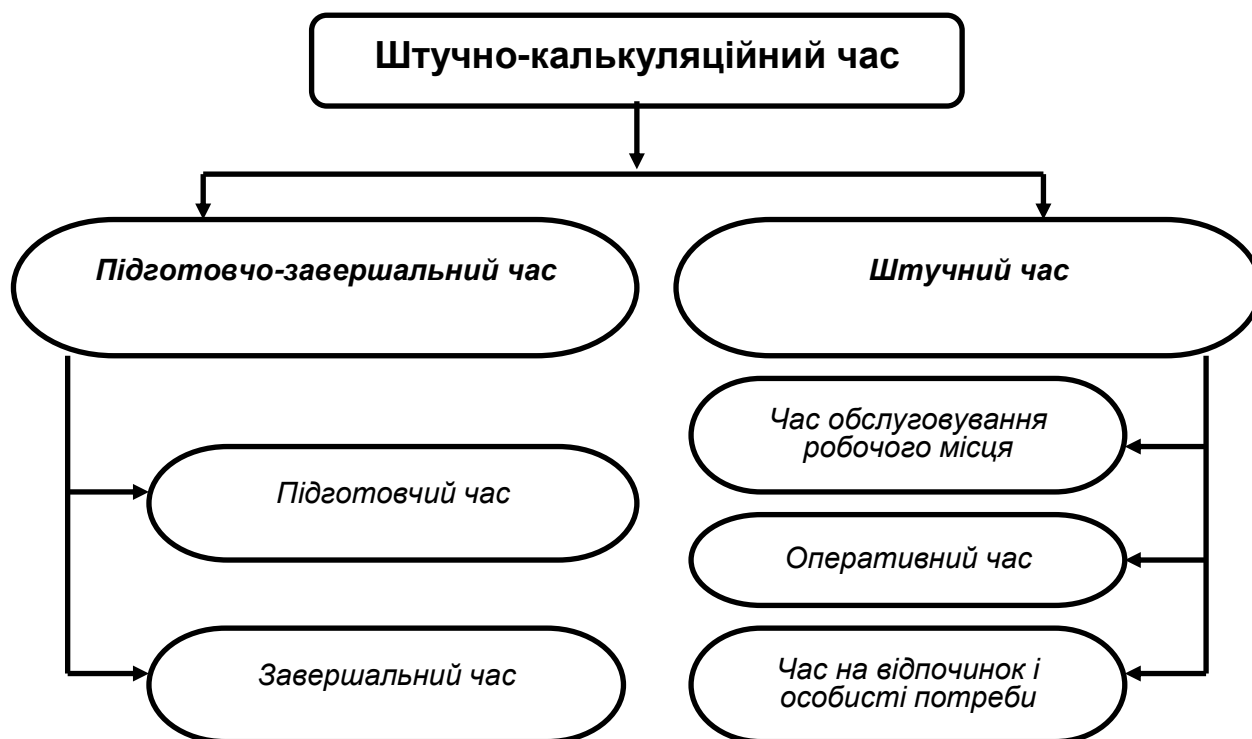 Штучно-калькуляційний час
Підготовчо-завершальний час
Штучний час
Підготовчий час
Завершальний час
Час обслуговування
робочого місця
Оперативний час
Час на відпочинок і
особисті потреби